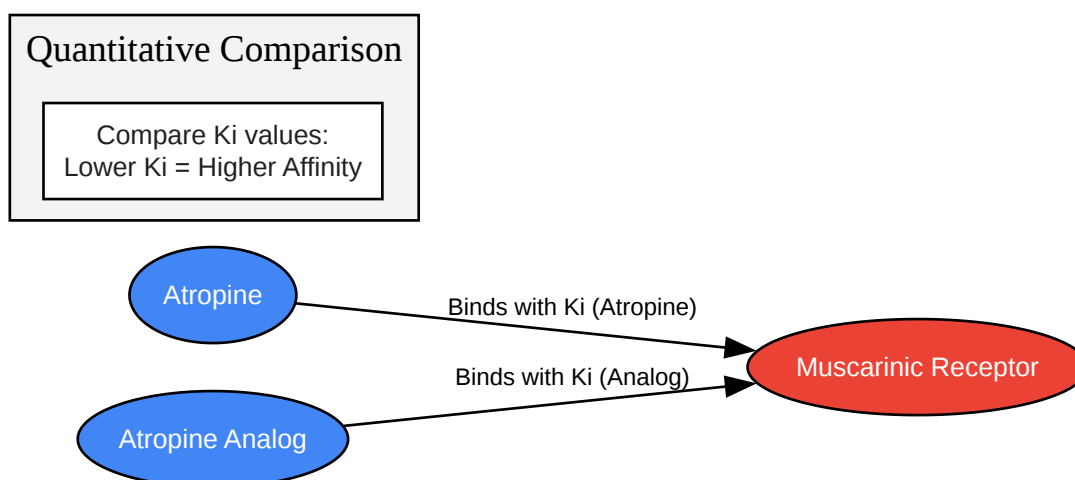 Quantitative Comparison
Compare Ki values:
Lower Ki = Higher Affinity
Atropine
Binds with Ki (Atropine)
Muscarinic Receptor
Binds with Ki (Analog)
Atropine Analog